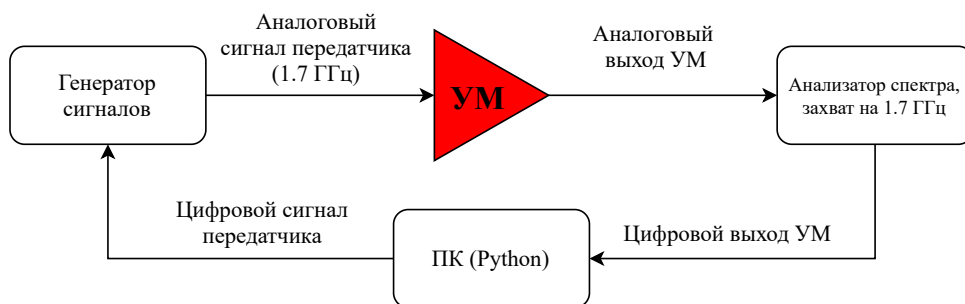 Генератор
сигналов
Аналоговый
сигнал передатчика
(1.7 ГГц)
УМ
Аналоговый
выход УМ
Анализатор спектра,
захват на 1.7 ГГц
Цифровой сигнал
передатчика
ПК (Python)
Цифровой выход УМ